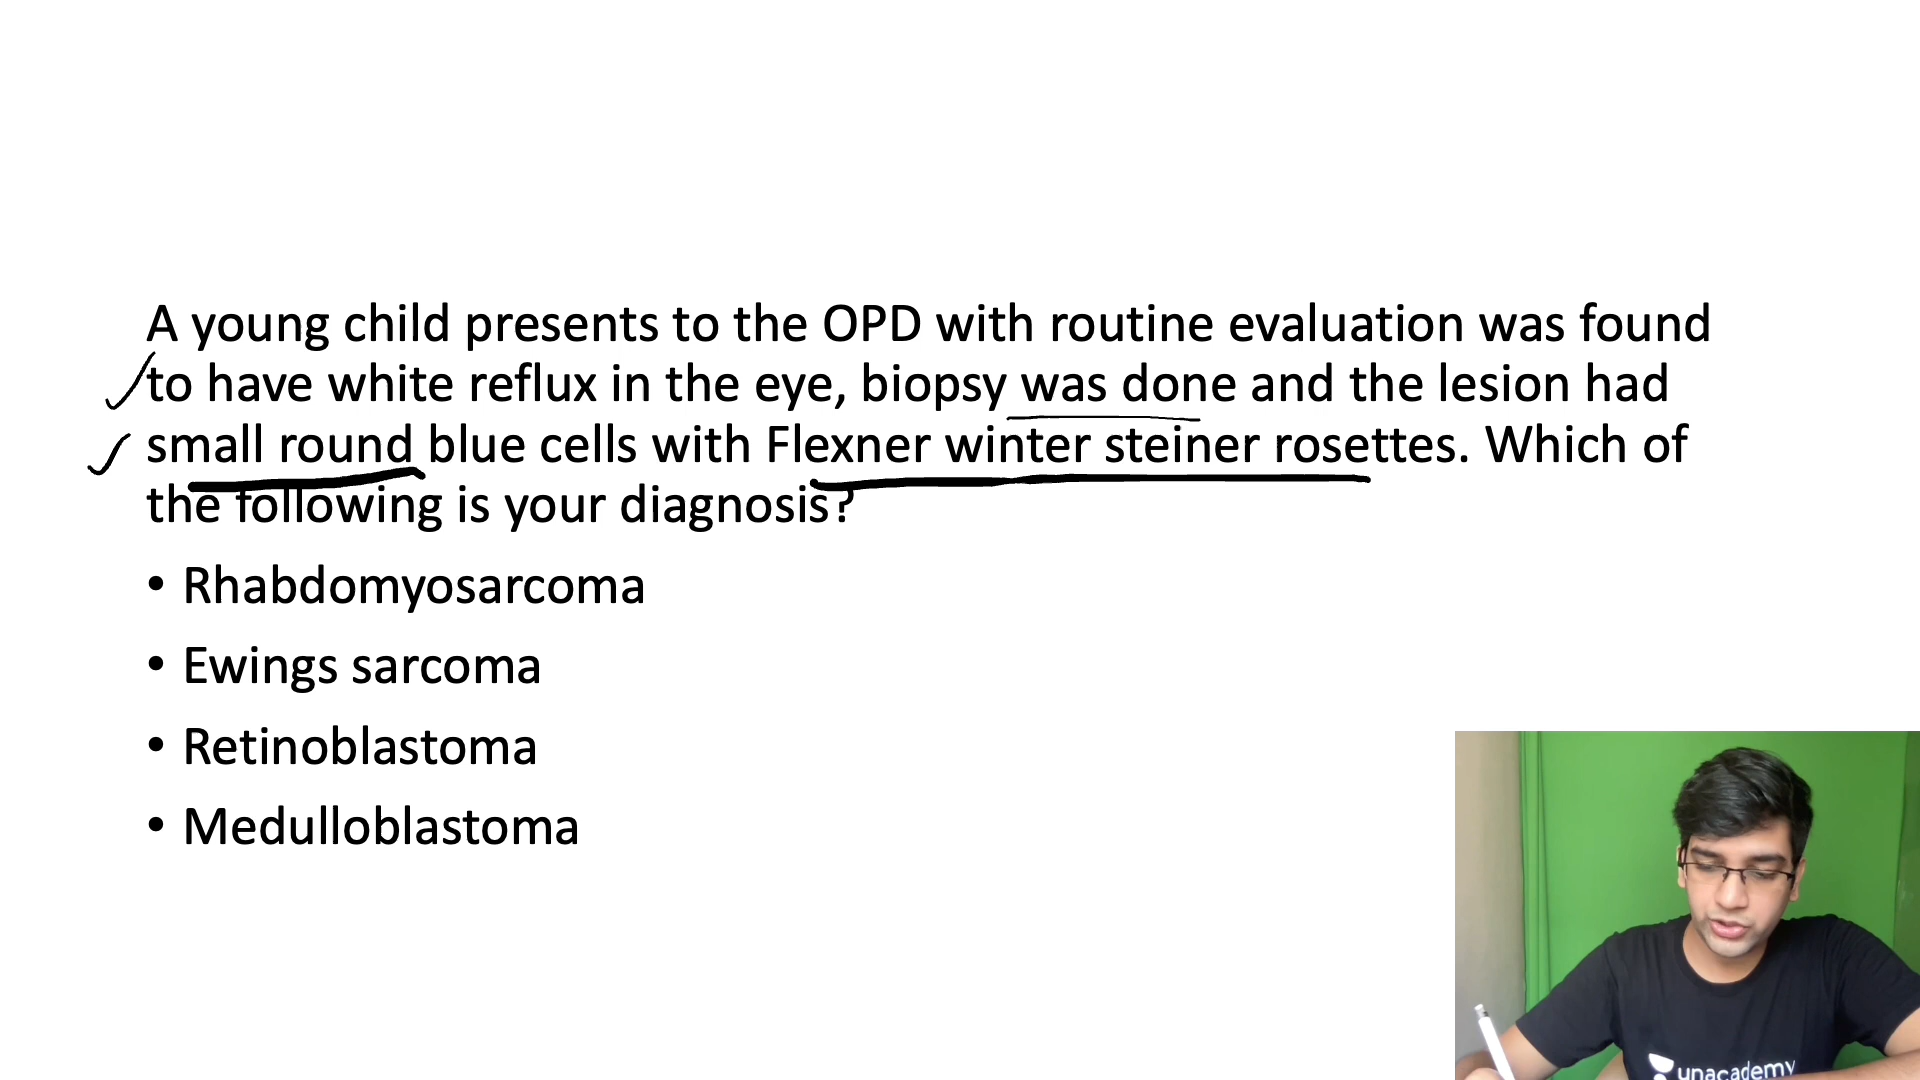 A young child presents to the OPD with routine evaluation was found
to have white reflux in the eye, biopsy was done and the lesion had
small round blue cells with Flexner winter steiner rosettes. Which of
the following is your diagnosis?
• Rhabdomyosarcoma
• Ewings sarcoma
• Retinoblastoma
• Medulloblastoma
unacademy